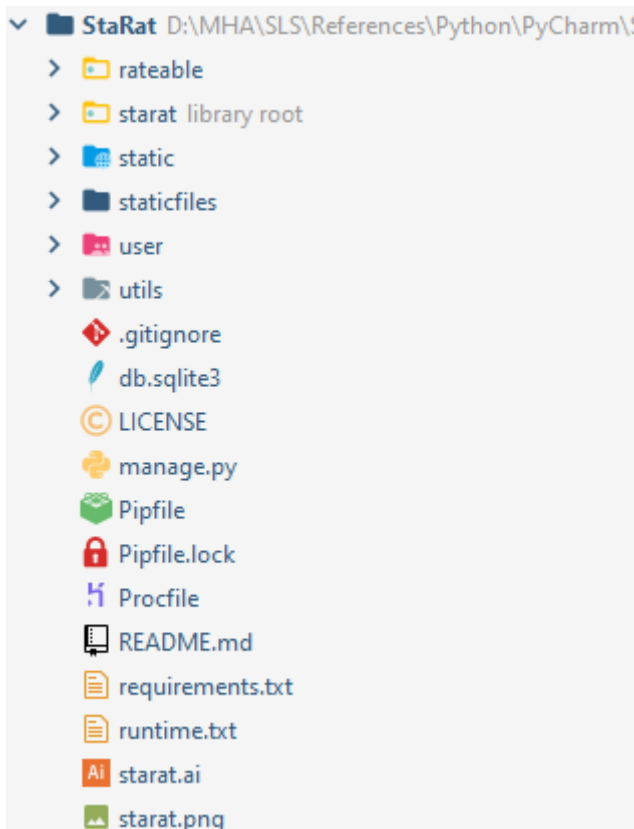 StaRat D:\MHA\SLS\References\Python\PyCharm\
rateable
starat library root
static
staticfiles
user
utils
.gitignore
db.sqlite3
LICENSE
manage.py
Pipfile
Pipfile.lock
Procfile
README.md
requirements.txt
runtime.txt
Ai starat.ai
starat.png